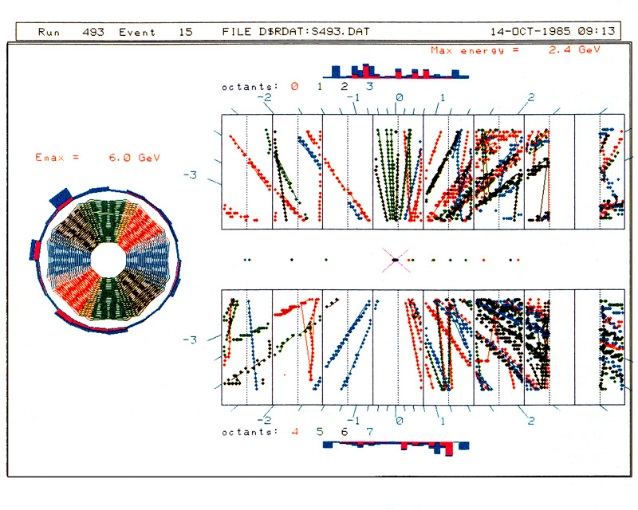 Run 493 Event 15 FILE D$RDAT:S493.DAT 14-OCT-1985 09:13
Max energy = 2.4 GeV
octants: 0 1 2 3
-2 -1 0 1 2
Emax = 6.0 GeV
-3
-3
-2 -1 0 1 2
octants: 4 5 6 7